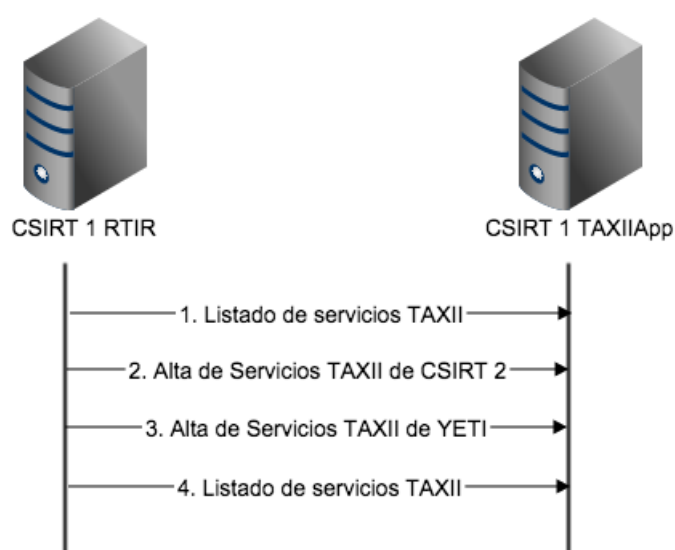 CSIRT 1 RTIR
CSIRT 1 TAXIIApp
1. Listado de servicios TAXII
2. Alta de Servicios TAXII de CSIRT 2
3. Alta de Servicios TAXII de YETI
4. Listado de servicios TAXII